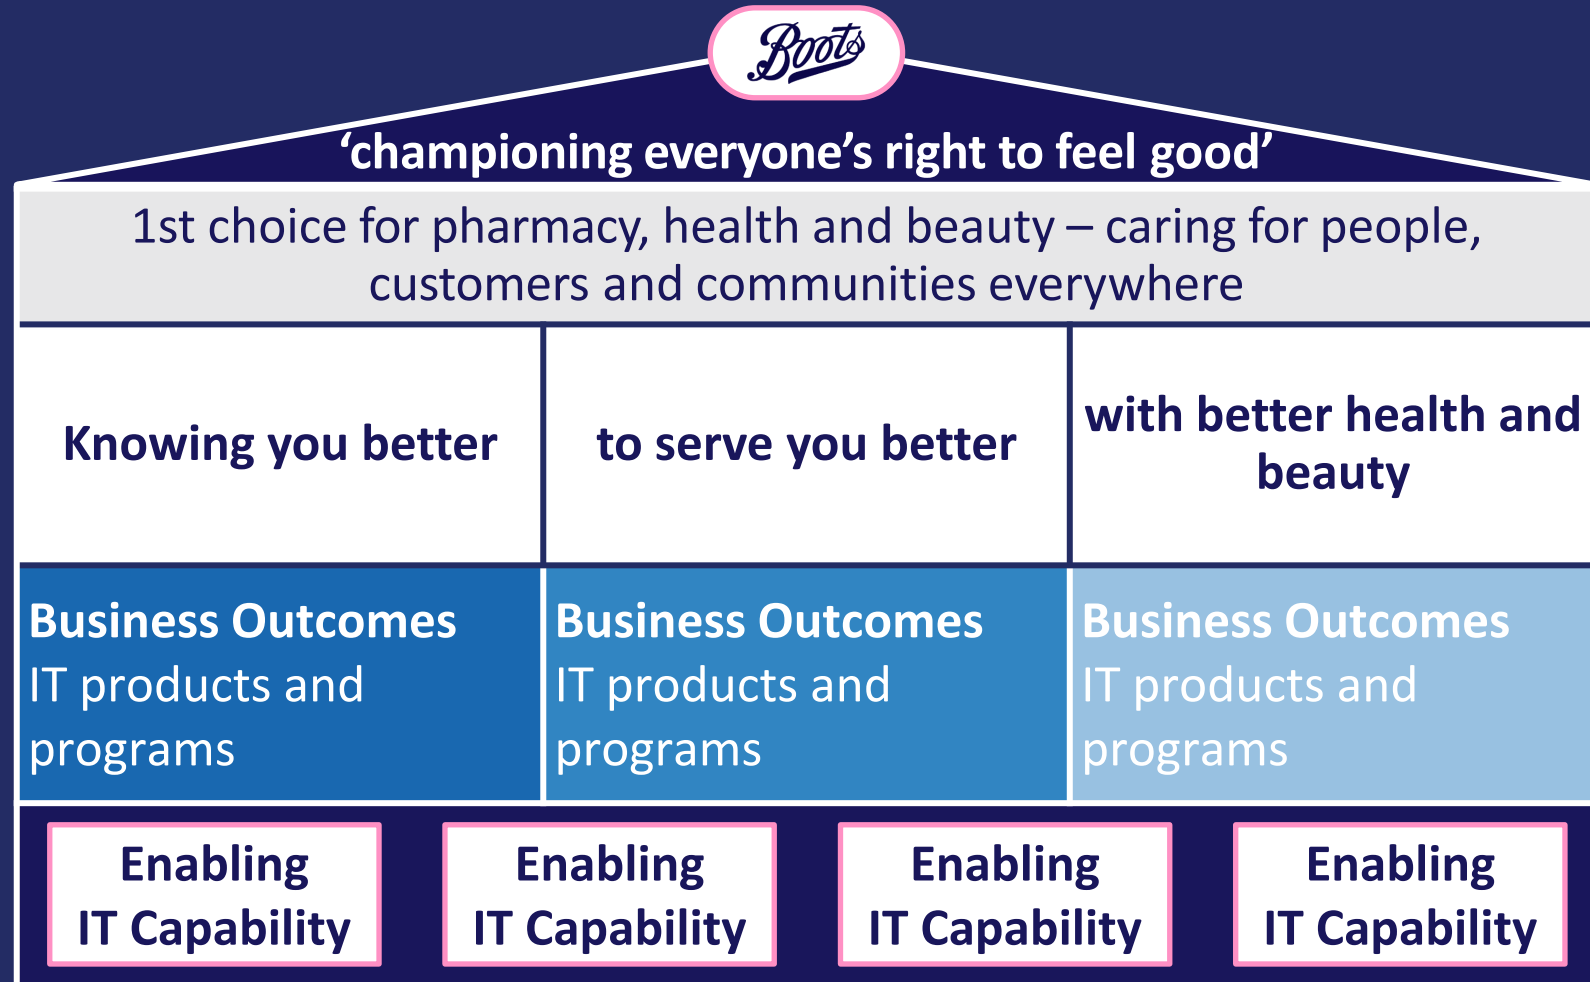 Boots
‘championing everyone’s right to feel good’
1st choice for pharmacy, health and beauty – caring for people,
customers and communities everywhere
Knowing you better
to serve you better
with better health and
beauty
Business Outcomes
IT products and
programs
Business Outcomes
IT products and
programs
Business Outcomes
IT products and
programs
Enabling
IT Capability
Enabling
IT Capability
Enabling
IT Capability
Enabling
IT Capability